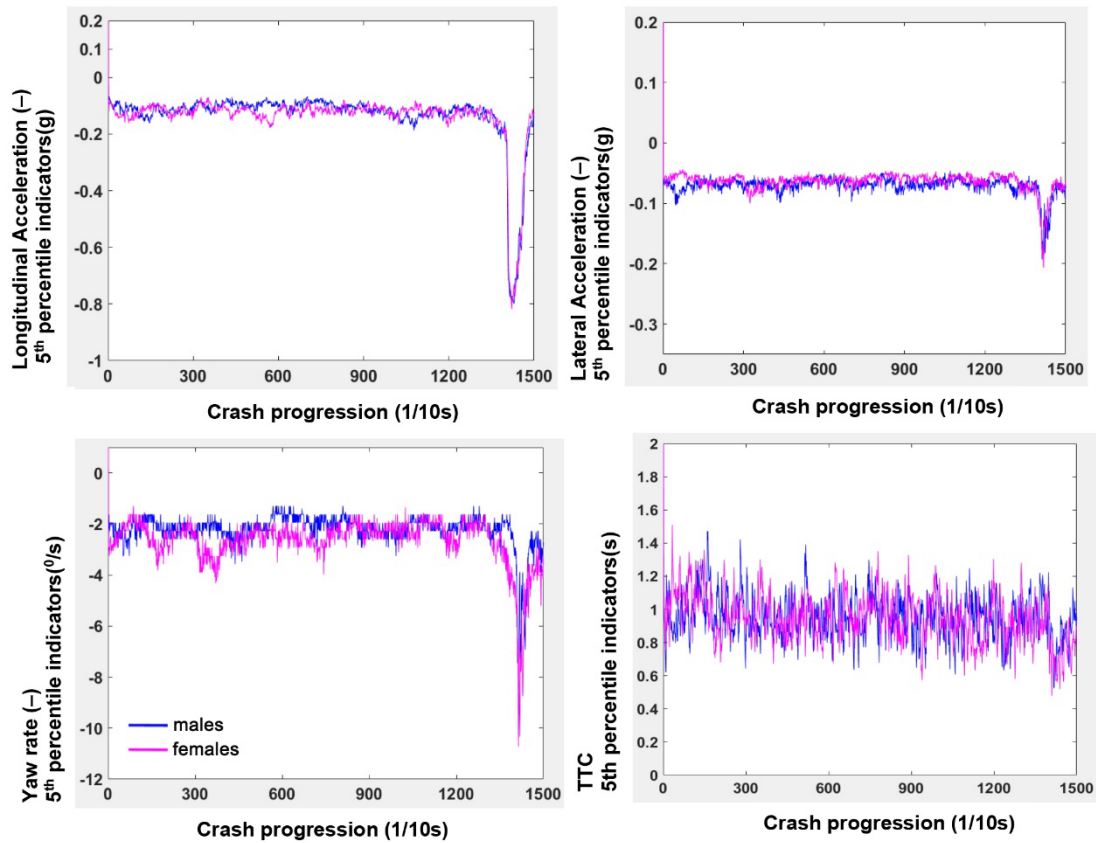 Longitudinal Acceleration (–)
5th percentile indicators(g)
0.2
0.1
0
-0.2
-0.4
-0.6
-0.8
-1
0 300 600 900 1200 1500
Crash progression (1/10s)
Lateral Acceleration (–)
5th percentile indicators(g)
0.2
0.1
0
-0.1
-0.2
-0.3
0 300 600 900 1200 1500
Crash progression (1/10s)
Yaw rate (–)
5th percentile indicators(0/s)
0
-2
-4
-6
-8
-10
-12
males
females
0 300 600 900 1200 1500
Crash progression (1/10s)
TTC
5th percentile indicators(s)
2
1.8
1.6
1.4
1.2
1
0.8
0.6
0.4
0.2
0
0 300 600 900 1200 1500
Crash progression (1/10s)